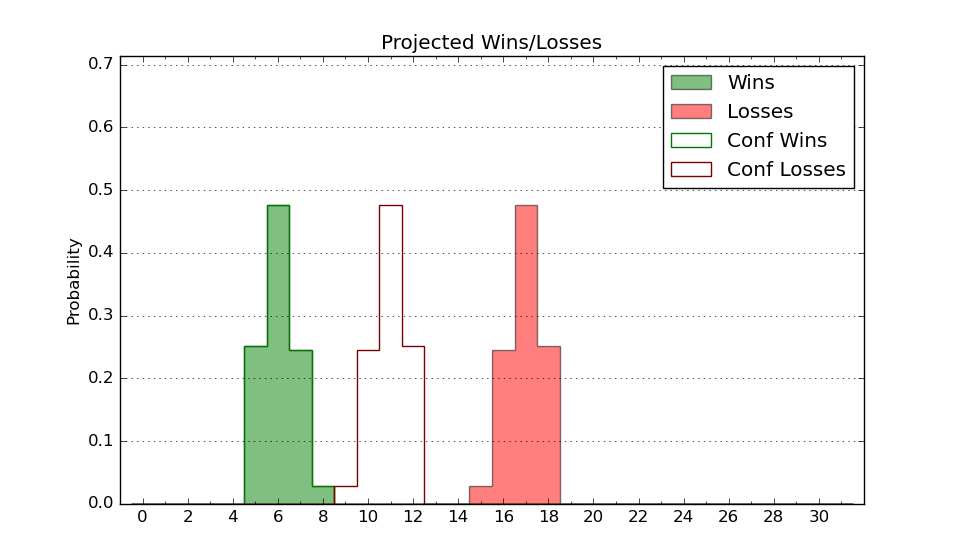 Projected Wins/Losses
0.7
0.6
0.5
0.4
0.3
0.2
0.1
0.0
Probability
Wins
Losses
Conf Wins
Conf Losses
0 2 4 6 8 10 12 14 16 18 20 22 24 26 28 30